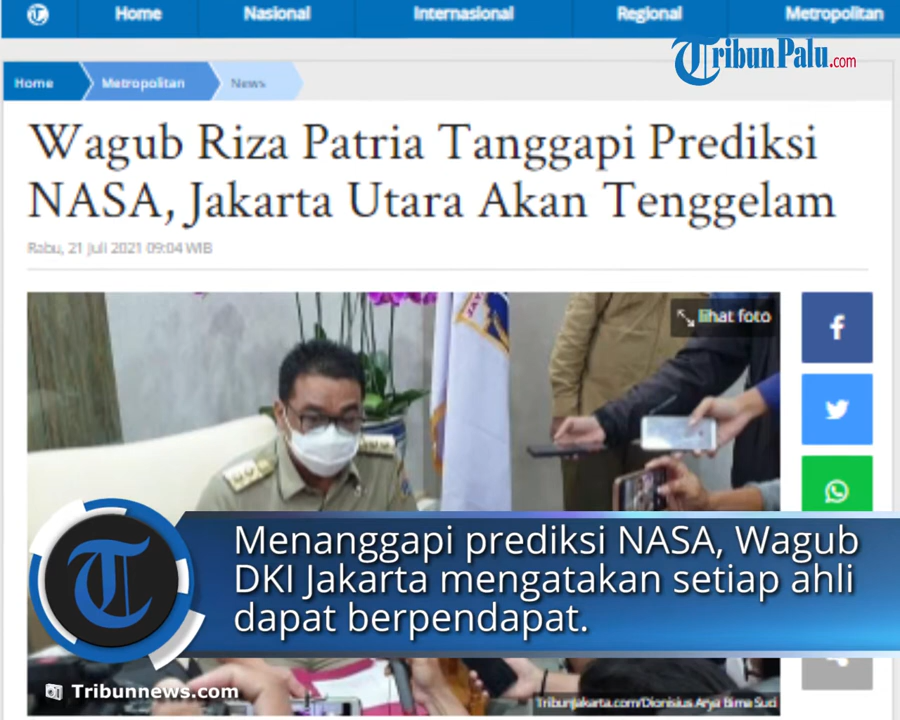 Home Nasional Internasional Regional Metropolitan
TribunPalu.com
Home Metropolitan News
Wagub Riza Patria Tanggapi Prediksi
NASA, Jakarta Utara Akan Tenggelam
Rabu, 21 Juli 2021 09:04 WIB
lihat foto
Menanggapi prediksi NASA, Wagub
DKI Jakarta mengatakan setiap ahli
dapat berpendapat.
Tribunnews.com
TribunJakarta.com/Dionisius Arya Bima Suci